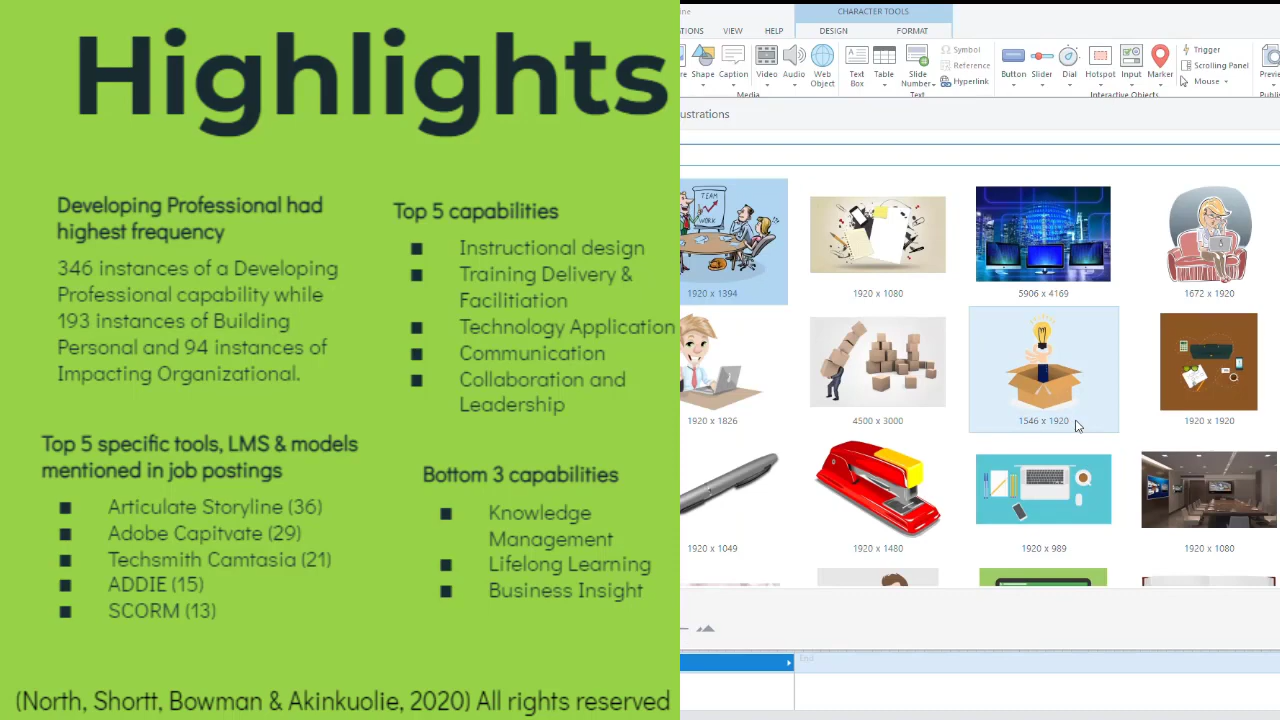 Highlights
Developing Professional had
highest frequency
346 instances of a Developing
Professional capability while
193 instances of Building
Personal and 94 instances of
Impacting Organizational.
Top 5 capabilities
Instructional design
Training Delivery &
Facilitiation
Technology Application
Communication
Collaboration and
Leadership
Top 5 specific tools, LMS & models
mentioned in job postings
Articulate Storyline (36)
Adobe Capitvate (29)
Techsmith Camtasia (21)
ADDIE (15)
SCORM (13)
Bottom 3 capabilities
Knowledge
Management
Lifelong Learning
Business Insight
(North, Shortt, Bowman & Akinkuolie, 2020) All rights reserved
CHARACTER TOOLS
VIEW HELP DESIGN FORMAT
Shape Caption Video Audio Web Object Text Box Table Slide Number Symbol Reference Hyperlink Button Slider Dial Hotspot Input Marker Trigger Scrolling Panel Mouse
Media Text Interactive Objects
ustrations
TEAM
WORK
1920 x 1394 1920 x 1080 5906 x 4169 1672 x 1920
1920 x 1826 4500 x 3000 1546 x 1920 1920 x 1920
1920 x 1049 1920 x 1480 1920 x 989 1920 x 1080
End